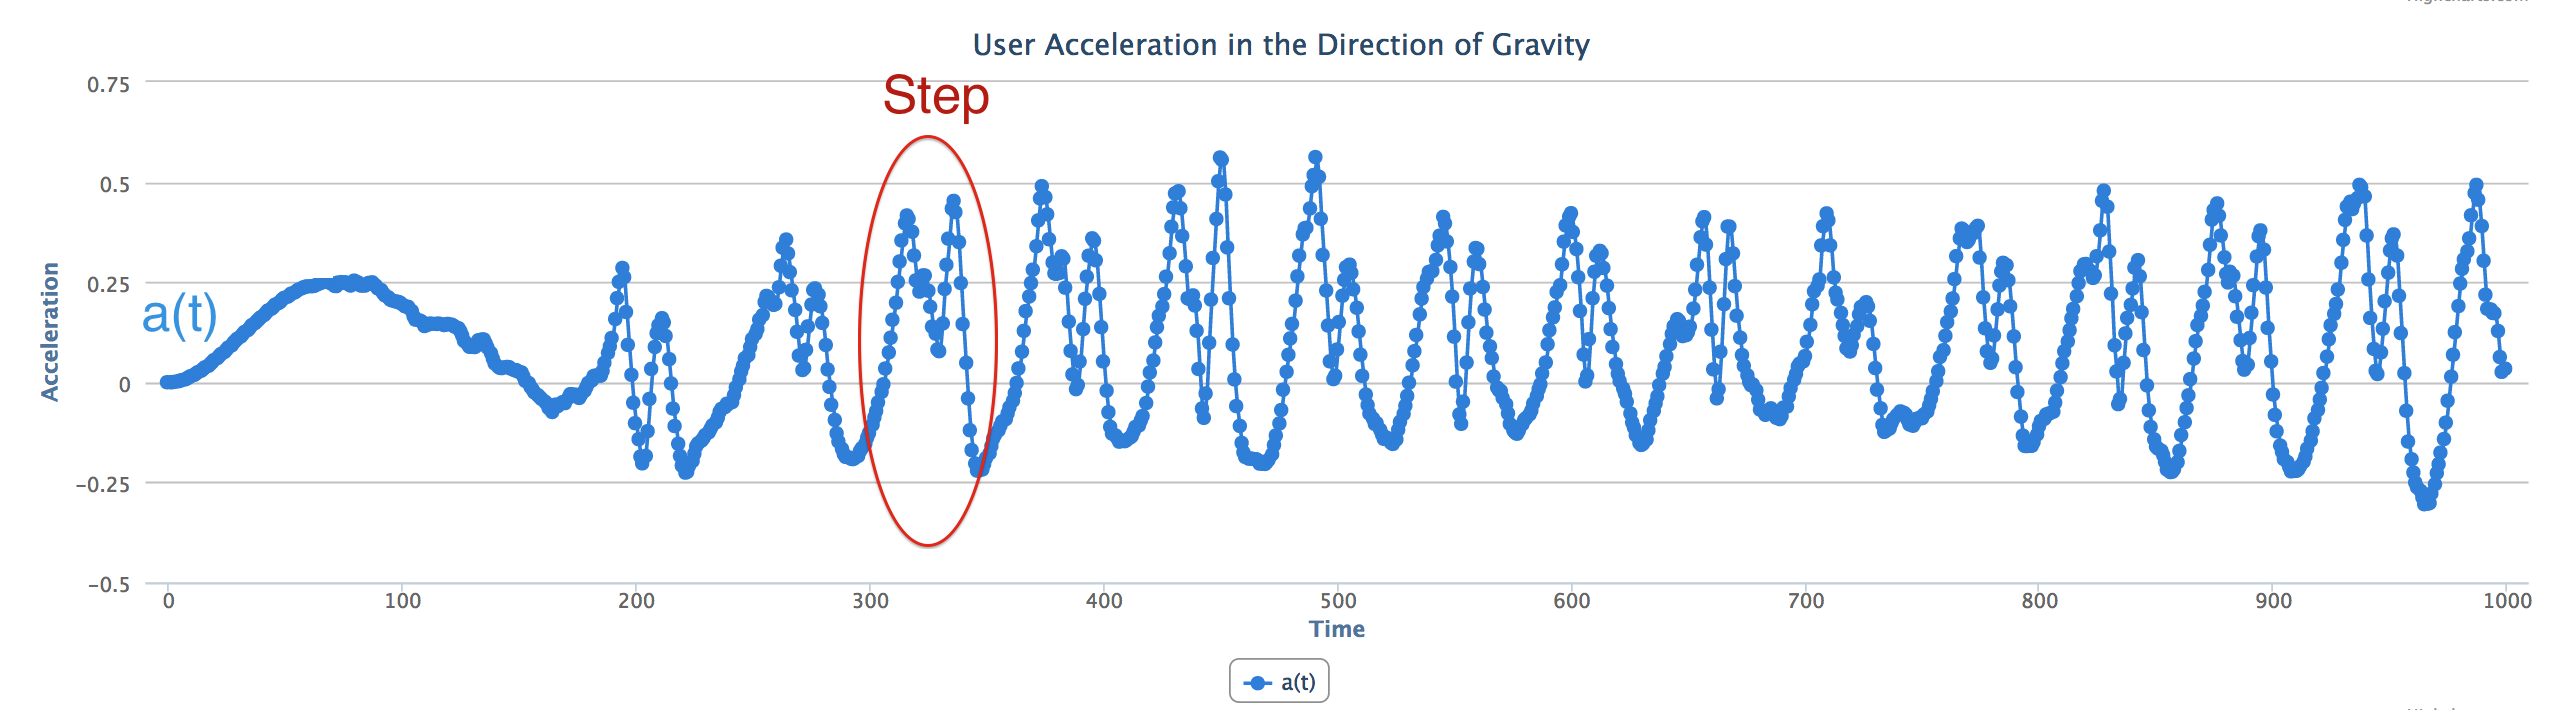 User Acceleration in the Direction of Gravity
Step
0.75
0.5
0.25
0
−0.25
−0.5
Acceleration
a(t)
0 100 200 300 400 500 600 700 800 900 1000
Time
a(t)